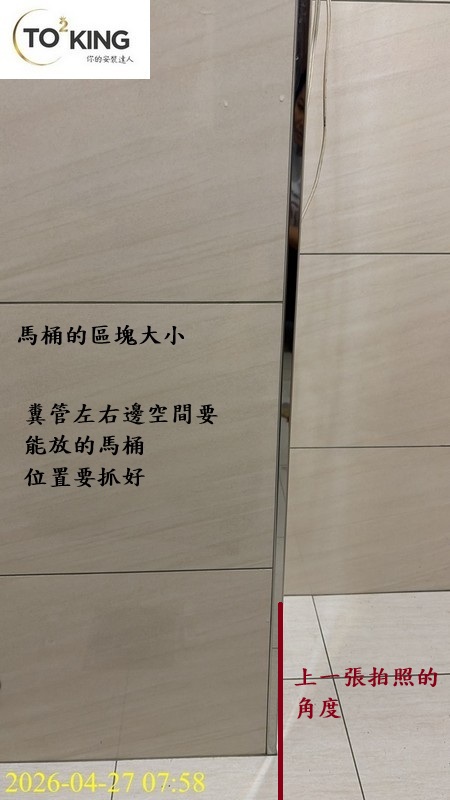 TO²KING
你的安裝達人
馬桶的區塊大小
糞管左右邊空間要
能放的馬桶
位置要抓好
上一張拍照的
角度
2026-04-27 07:58